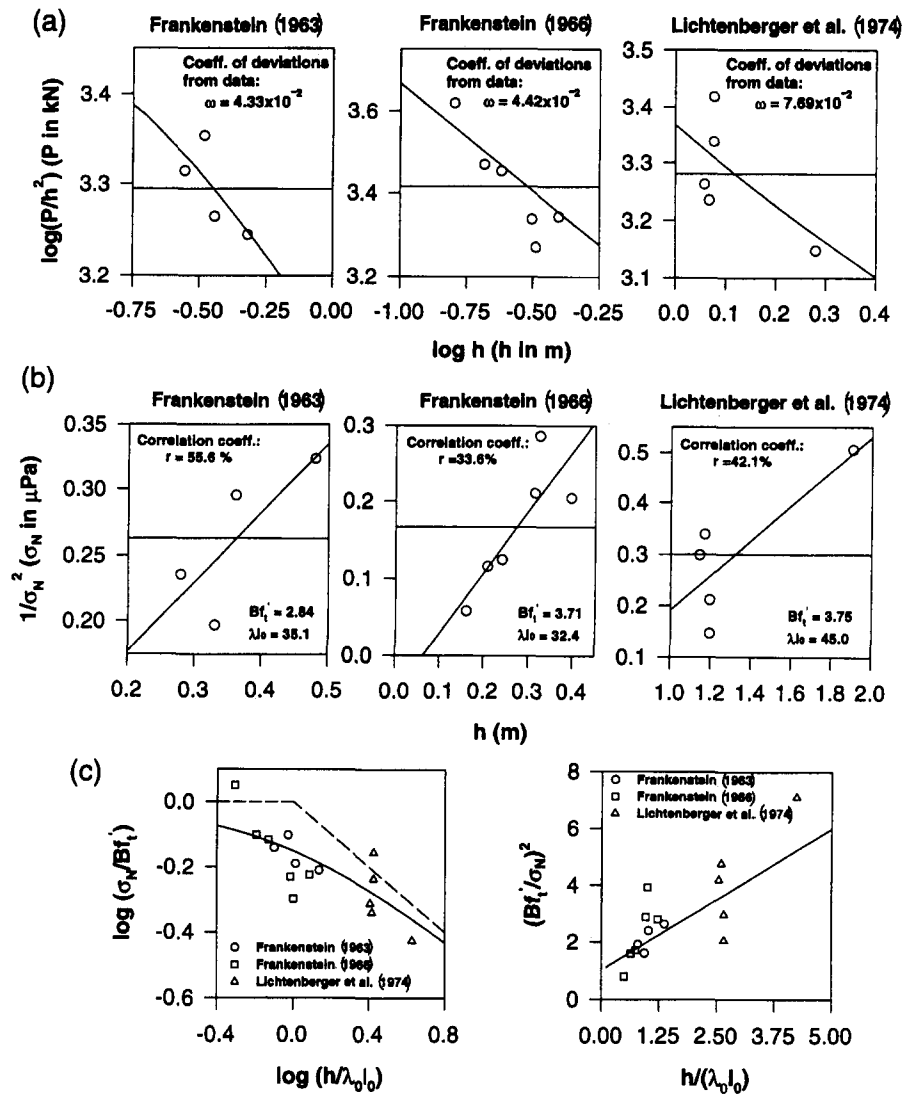 (a)
Frankenstein (1963)
Frankenstein (1966)
Lichtenberger et al. (1974)
log(P/h²) (P in kN)
3.4
3.3
3.2
Coeff. of deviations
from data:
ω = 4.33x10⁻²
-0.75 -0.50 -0.25 0.00
3.6
3.4
3.2
Coeff. of deviations
from data:
ω = 4.42x10⁻²
-1.00 -0.75 -0.50 -0.25
3.5
3.4
3.3
3.2
3.1
Coeff. of deviations
from data:
ω = 7.69x10⁻²
0.0 0.1 0.2 0.3 0.4
log h (h in m)
(b)
Frankenstein (1963)
Frankenstein (1966)
Lichtenberger et al. (1974)
1/σN² (σN in μPa)
0.35
0.30
0.25
0.20
Correlation coeff.:
r = 55.6 %
Bft' = 2.84
λl₀ = 35.1
0.2 0.3 0.4 0.5
0.3
0.2
0.1
0.0
Correlation coeff.:
r =33.6%
Bft' = 3.71
λl₀ = 32.4
0.0 0.1 0.2 0.3 0.4
0.5
0.4
0.3
0.2
0.1
Correlation coeff.:
r =42.1%
Bft' = 3.75
λl₀ = 45.0
1.0 1.2 1.4 1.6 1.8 2.0
h (m)
(c)
log (σN/Bft')
0.0
-0.2
-0.4
-0.6
Frankenstein (1963)
Frankenstein (1966)
Lichtenberger et al. (1974)
-0.4 0.0 0.4 0.8
log (h/λ₀l₀)
(Bft'/σN)²
8
6
4
2
0
Frankenstein (1963)
Frankenstein (1966)
Lichtenberger et al. (1974)
0.00 1.25 2.50 3.75 5.00
h/(λ₀l₀)